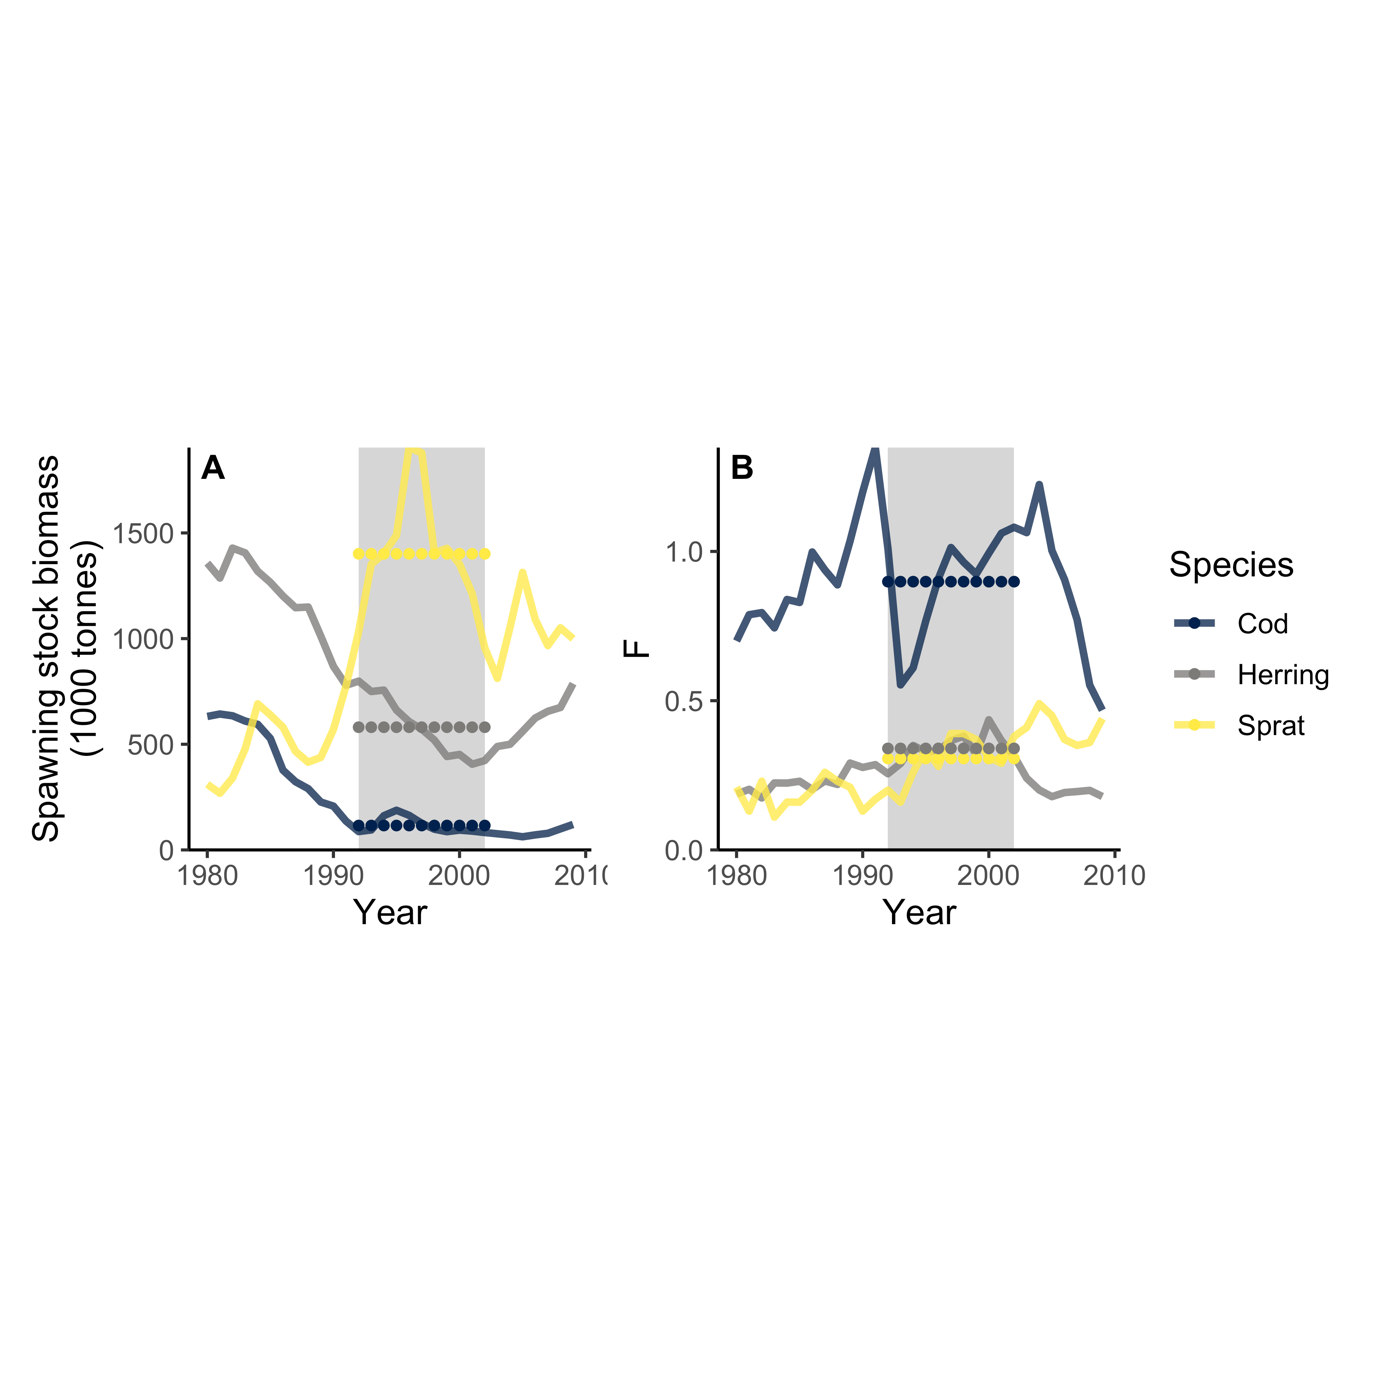 Spawning stock biomass
(1000 tonnes)
A
1500
1000
500
0
1980 1990 2000 201
Year
F
B
1.0
0.5
0.0
1980 1990 2000 2010
Year
Species
Cod
Herring
Sprat